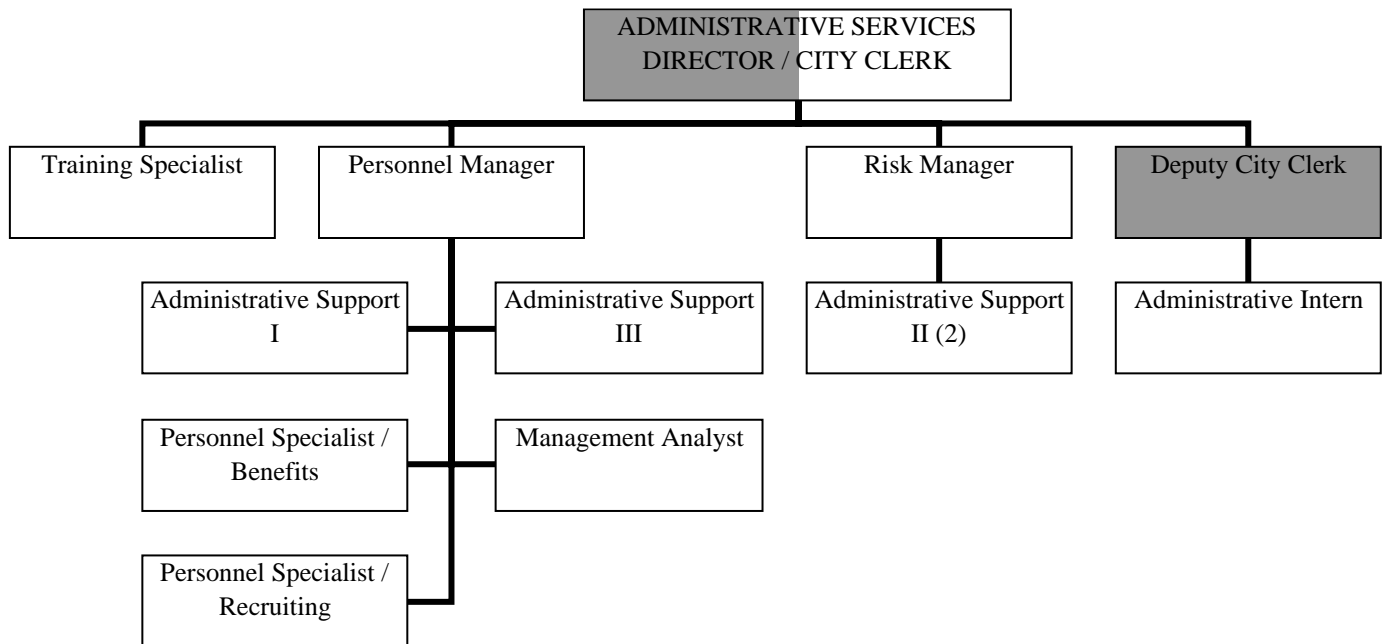 ADMINISTRATIVE SERVICES
DIRECTOR / CITY CLERK
Training Specialist
Personnel Manager
Risk Manager
Deputy City Clerk
Administrative Support
I
Administrative Support
III
Administrative Support
II (2)
Administrative Intern
Personnel Specialist /
Benefits
Management Analyst
Personnel Specialist /
Recruiting